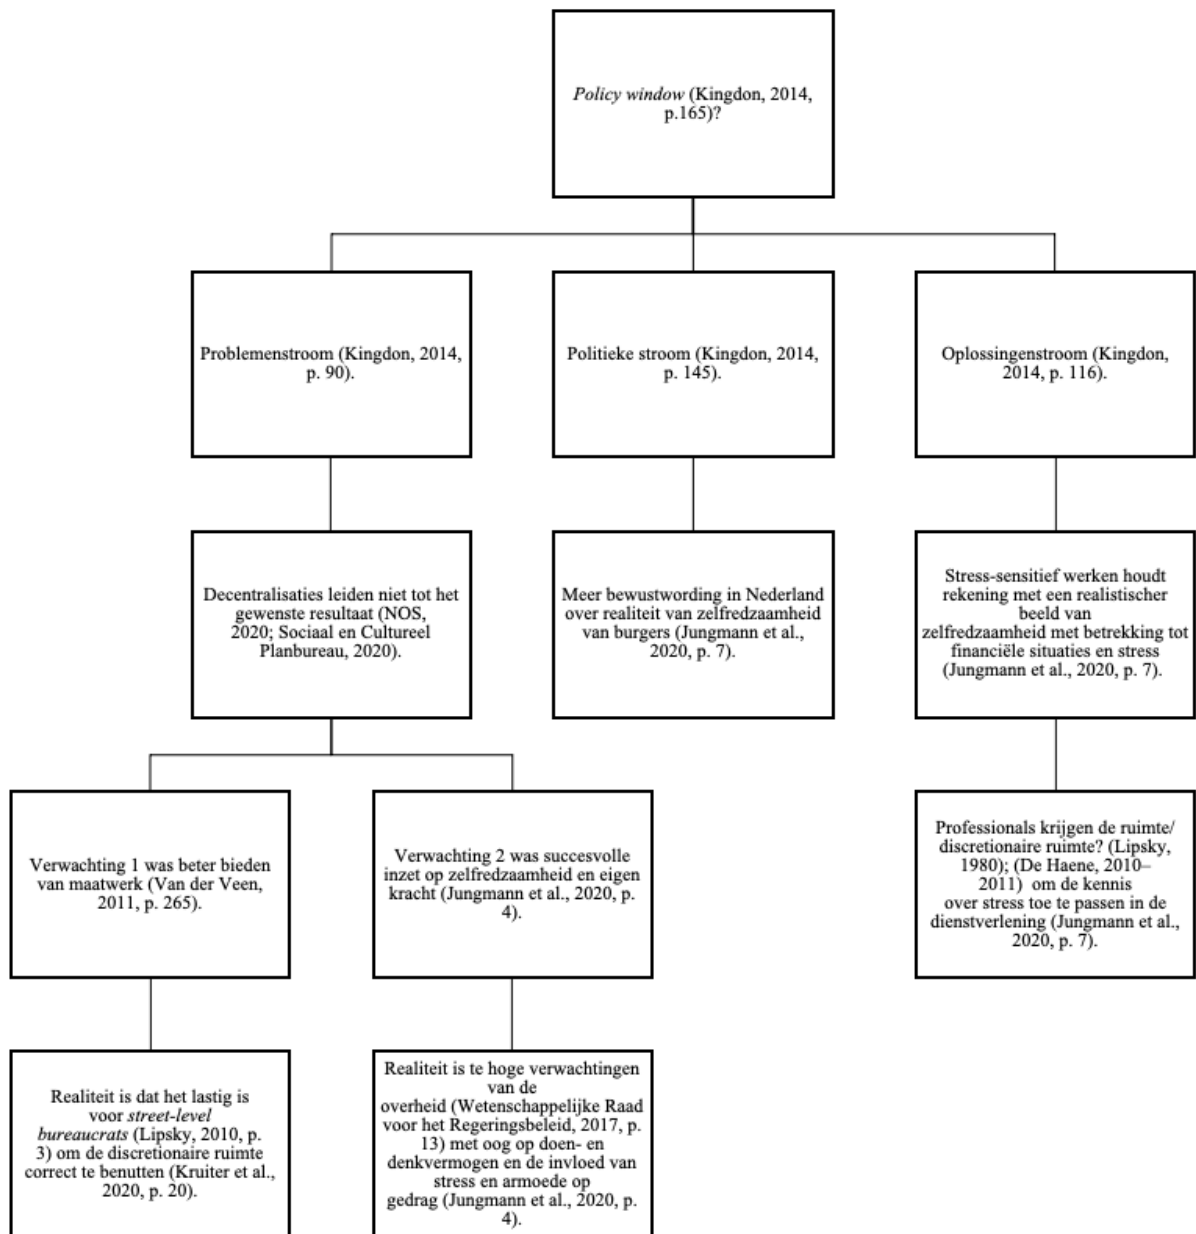 Policy window (Kingdon, 2014,
p.165)?
Problemenstroom (Kingdon, 2014,
p. 90).
Politieke stroom (Kingdon, 2014,
p. 145).
Oplossingenstroom (Kingdon,
2014, p. 116).
Decentralisaties leiden niet tot het
gewenste resultaat (NOS,
2020; Sociaal en Cultureel
Planbureau, 2020).
Meer bewustwording in Nederland
over realiteit van zelfredzaamheid
van burgers (Jungmann et al.,
2020, p. 7).
Stress-sensitief werken houdt
rekening met een realistischer
beeld van
zelfredzaamheid met betrekking tot
financiële situaties en stress
(Jungmann et al., 2020, p. 7).
Verwachting 1 was beter bieden
van maatwerk (Van der Veen,
2011, p. 265).
Verwachting 2 was succesvolle
inzet op zelfredzaamheid en eigen
kracht (Jungmann et al., 2020, p.
4).
Professionals krijgen de ruimte/
discretionaire ruimte? (Lipsky,
1980); (De Haene, 2010–
2011) om de kennis
over stress toe te passen in de
dienstverlening (Jungmann et al.,
2020, p. 7).
Realiteit is dat het lastig is
voor street-level
bureaucrats (Lipsky, 2010, p.
3) om de discretionaire ruimte
correct te benutten (Kruiter et al.,
2020, p. 20).
Realiteit is te hoge verwachtingen
van de
overheid (Wetenschappelijke Raad
voor het Regeringsbeleid, 2017, p.
13) met oog op doen- en
denkvermogen en de invloed van
stress en armoede op
gedrag (Jungmann et al., 2020, p.
4).